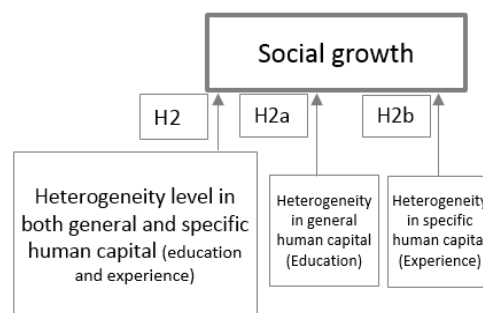 Social growth
H2
H2a
H2b
Heterogeneity level in
both general and specific
human capital (education
and experience)
Heterogeneity
in general
human capital
(Education)
Heterogeneity
in specific
human capital
(Experience)